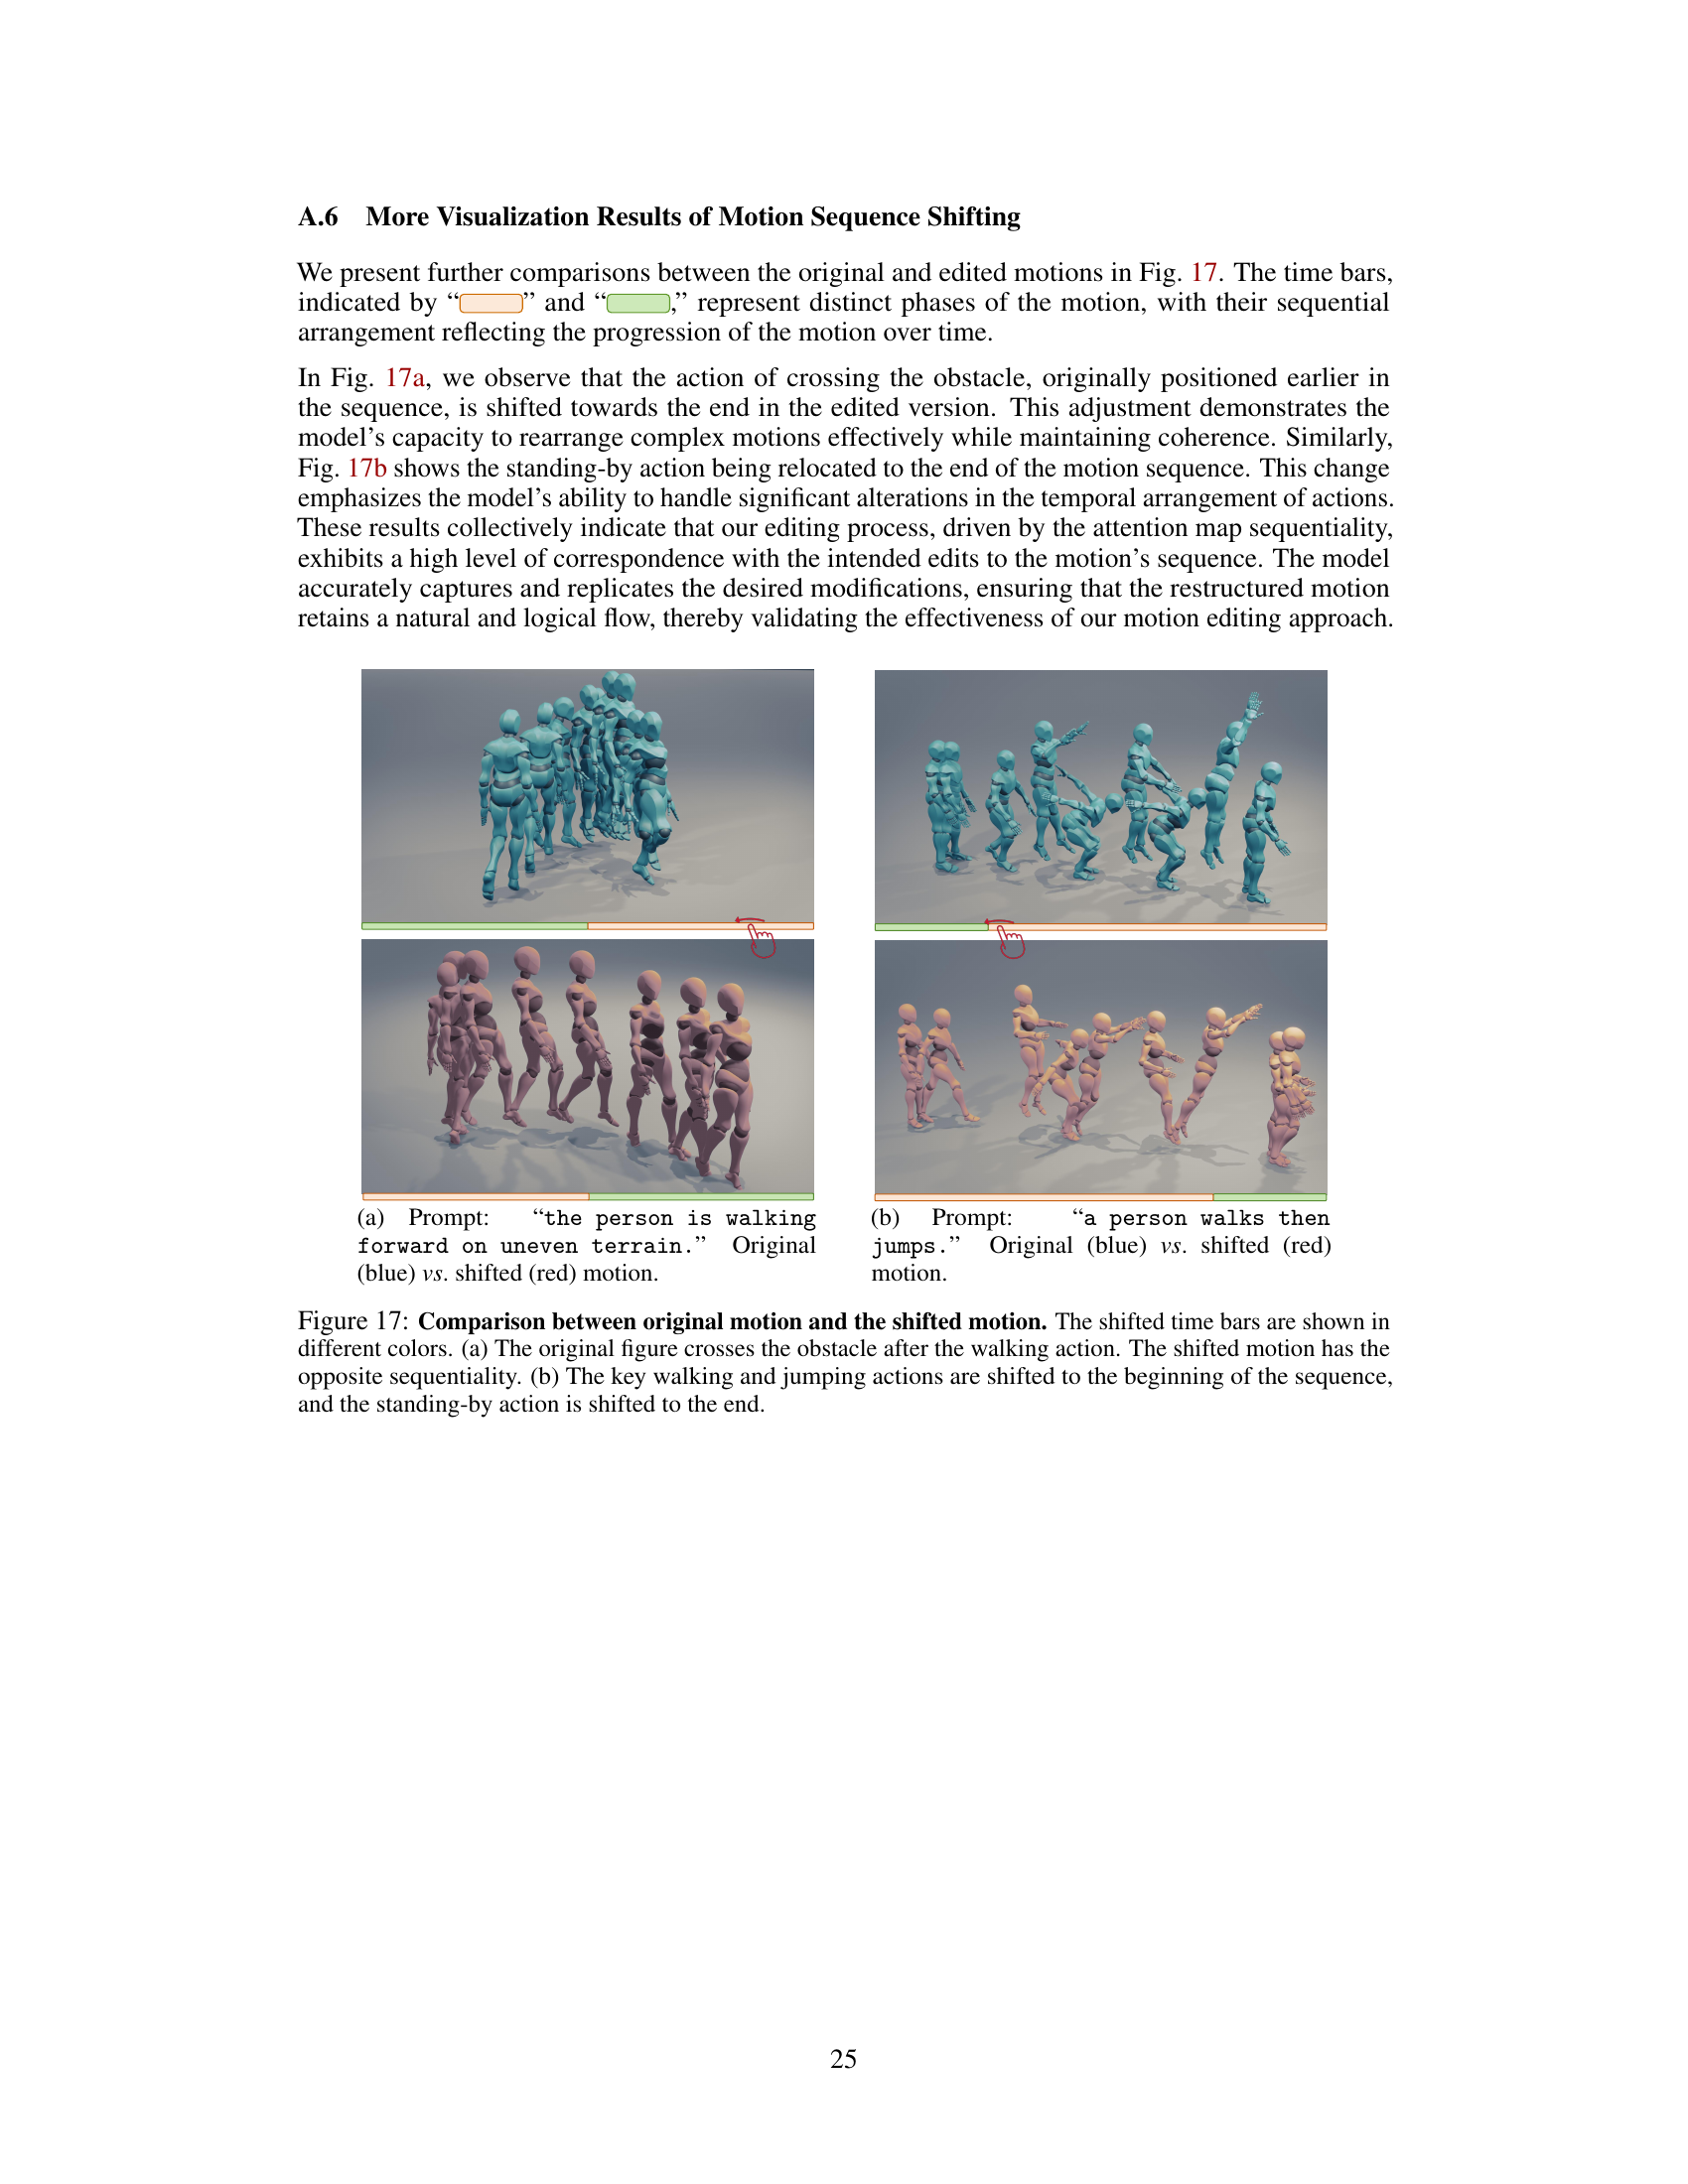 A.6 More Visualization Results of Motion Sequence Shifting
We present further comparisons between the original and edited motions in Fig. 17. The time bars,
indicated by “ ” and “ ,” represent distinct phases of the motion, with their sequential
arrangement reflecting the progression of the motion over time.
In Fig. 17a, we observe that the action of crossing the obstacle, originally positioned earlier in
the sequence, is shifted towards the end in the edited version. This adjustment demonstrates the
model’s capacity to rearrange complex motions effectively while maintaining coherence. Similarly,
Fig. 17b shows the standing-by action being relocated to the end of the motion sequence. This change
emphasizes the model’s ability to handle significant alterations in the temporal arrangement of actions.
These results collectively indicate that our editing process, driven by the attention map sequentiality,
exhibits a high level of correspondence with the intended edits to the motion’s sequence. The model
accurately captures and replicates the desired modifications, ensuring that the restructured motion
retains a natural and logical flow, thereby validating the effectiveness of our motion editing approach.
(a) Prompt: “the person is walking
forward on uneven terrain.” Original
(blue) vs. shifted (red) motion.
(b) Prompt: “a person walks then
jumps.” Original (blue) vs. shifted (red)
motion.
Figure 17: Comparison between original motion and the shifted motion. The shifted time bars are shown in
different colors. (a) The original figure crosses the obstacle after the walking action. The shifted motion has the
opposite sequentiality. (b) The key walking and jumping actions are shifted to the beginning of the sequence,
and the standing-by action is shifted to the end.
25